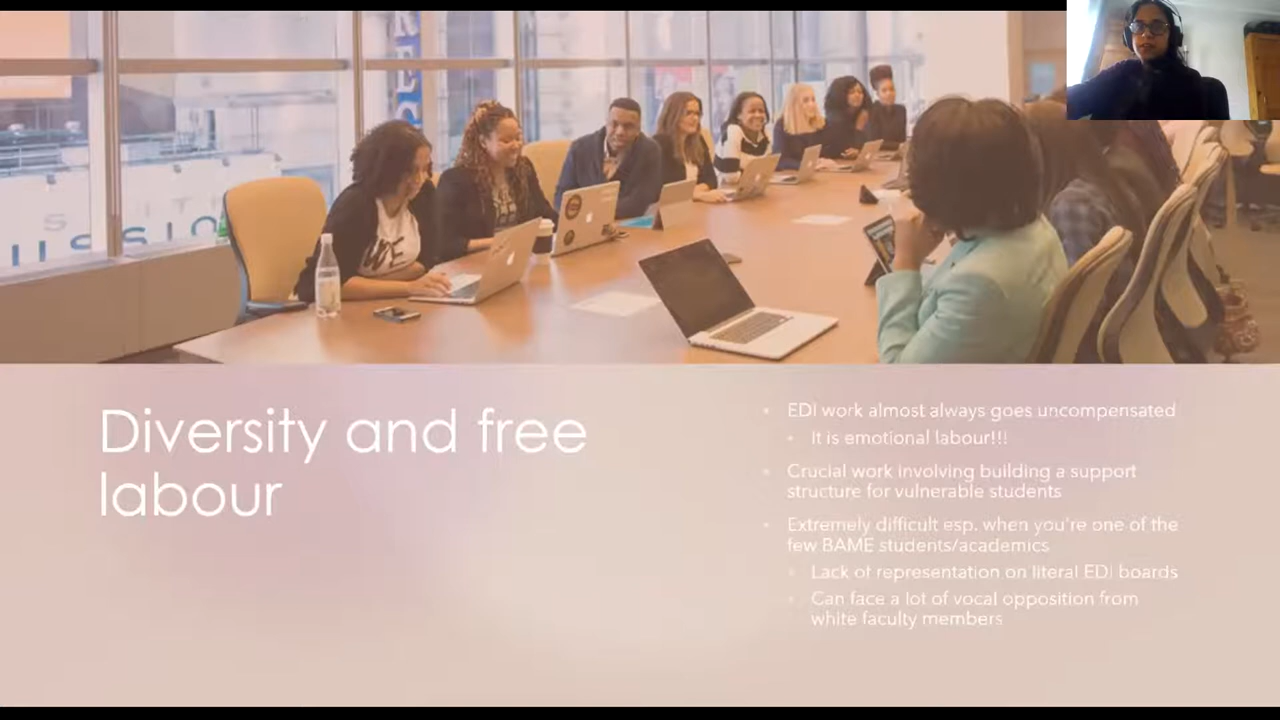 WE
Diversity and free
labour
EDI work almost always goes uncompensated
It is emotional labour!!!
Crucial work involving building a support
structure for vulnerable students
Extremely difficult esp. when you're one of the
few BAME students/academics
Lack of representation on literal EDI boards
Can face a lot of vocal opposition from
white faculty members